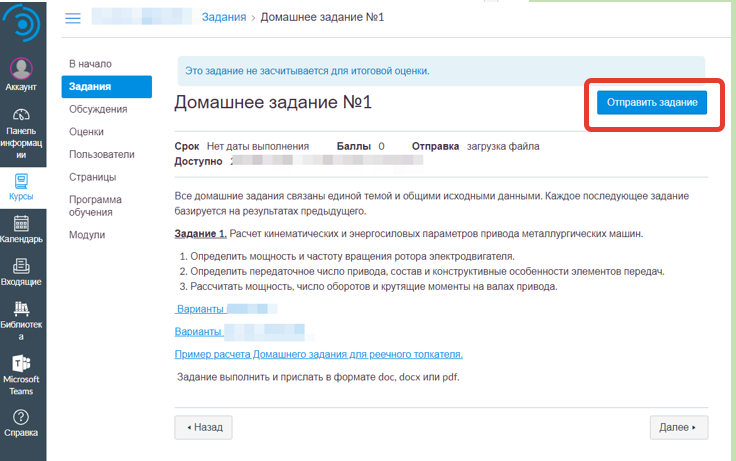 Задания › Домашнее задание №1
Аккаунт
Панель
информац
ии
Курсы
Календарь
Входящие
Библиотек
а
Microsoft
Teams
Справка
В начало
Задания
Обсуждения
Оценки
Пользователи
Страницы
Программа
обучения
Модули
Это задание не засчитывается для итоговой оценки.
Домашнее задание №1
Отправить задание
Срок Нет даты выполнения Баллы 0 Отправка загрузка файла
Доступно
Все домашние задания связаны единой темой и общими исходными данными. Каждое последующее задание
базируется на результатах предыдущего.
Задание 1. Расчет кинематических и энергосиловых параметров привода металлургических машин.
1. Определить мощность и частоту вращения ротора электродвигателя.
2. Определить передаточное число привода, состав и конструктивные особенности элементов передач.
3. Рассчитать мощность, число оборотов и крутящие моменты на валах привода.
Варианты
Варианты
Пример расчета Домашнего задания для реечного толкателя.
Задание выполнить и прислать в формате doc, docx или pdf.
◂ Назад
Далее ▸